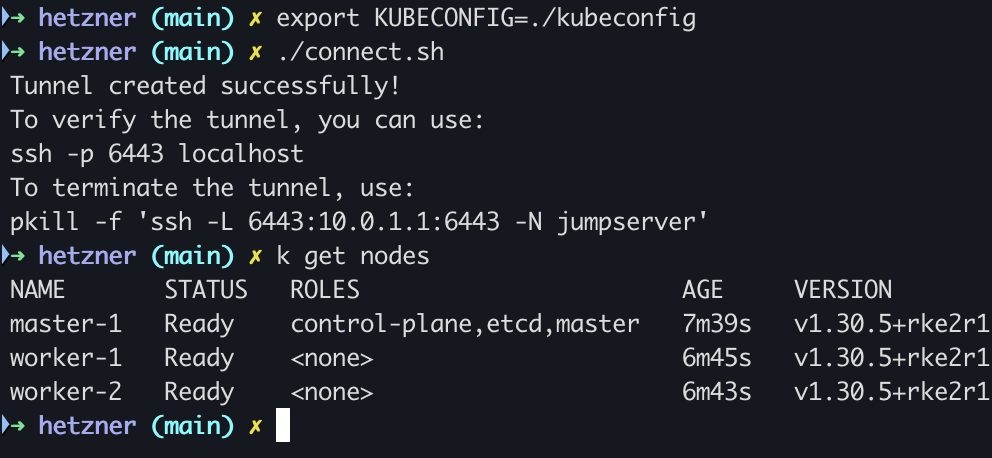 ➜ hetzner (main) ✗ export KUBECONFIG=./kubeconfig
➜ hetzner (main) ✗ ./connect.sh
Tunnel created successfully!
To verify the tunnel, you can use:
ssh -p 6443 localhost
To terminate the tunnel, use:
pkill -f 'ssh -L 6443:10.0.1.1:6443 -N jumpserver'
➜ hetzner (main) ✗ k get nodes
NAME STATUS ROLES AGE VERSION
master-1 Ready control-plane,etcd,master 7m39s v1.30.5+rke2r1
worker-1 Ready <none> 6m45s v1.30.5+rke2r1
worker-2 Ready <none> 6m43s v1.30.5+rke2r1
➜ hetzner (main) ✗